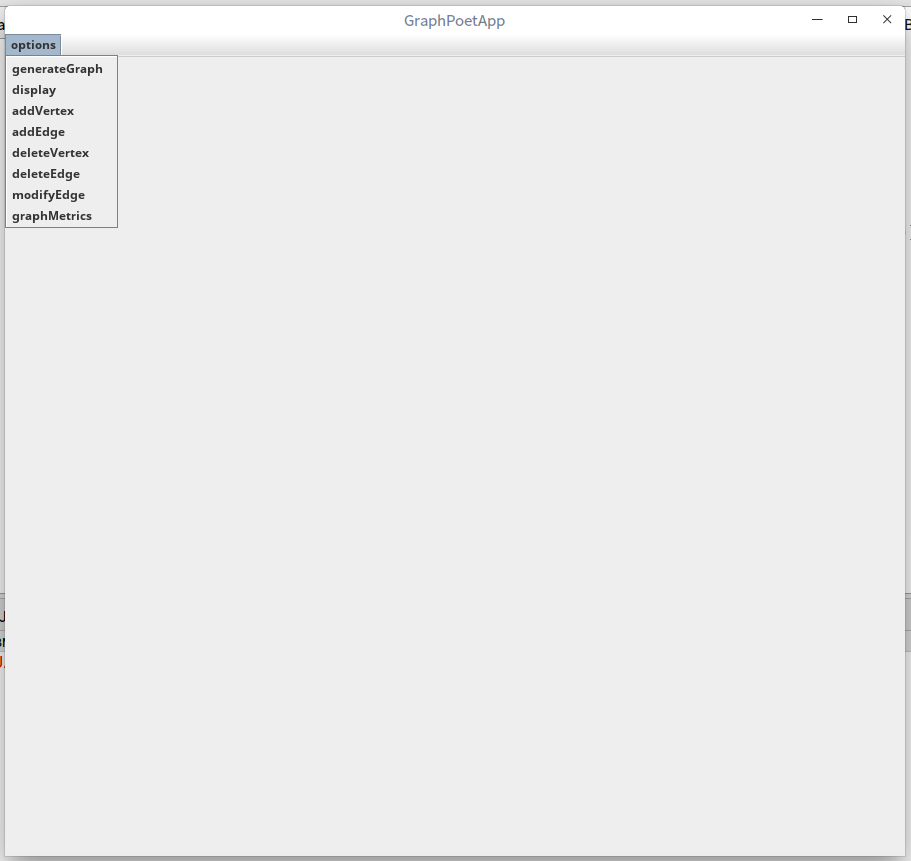 GraphPoetApp
options
generateGraph
display
addVertex
addEdge
deleteVertex
deleteEdge
modifyEdge
graphMetrics